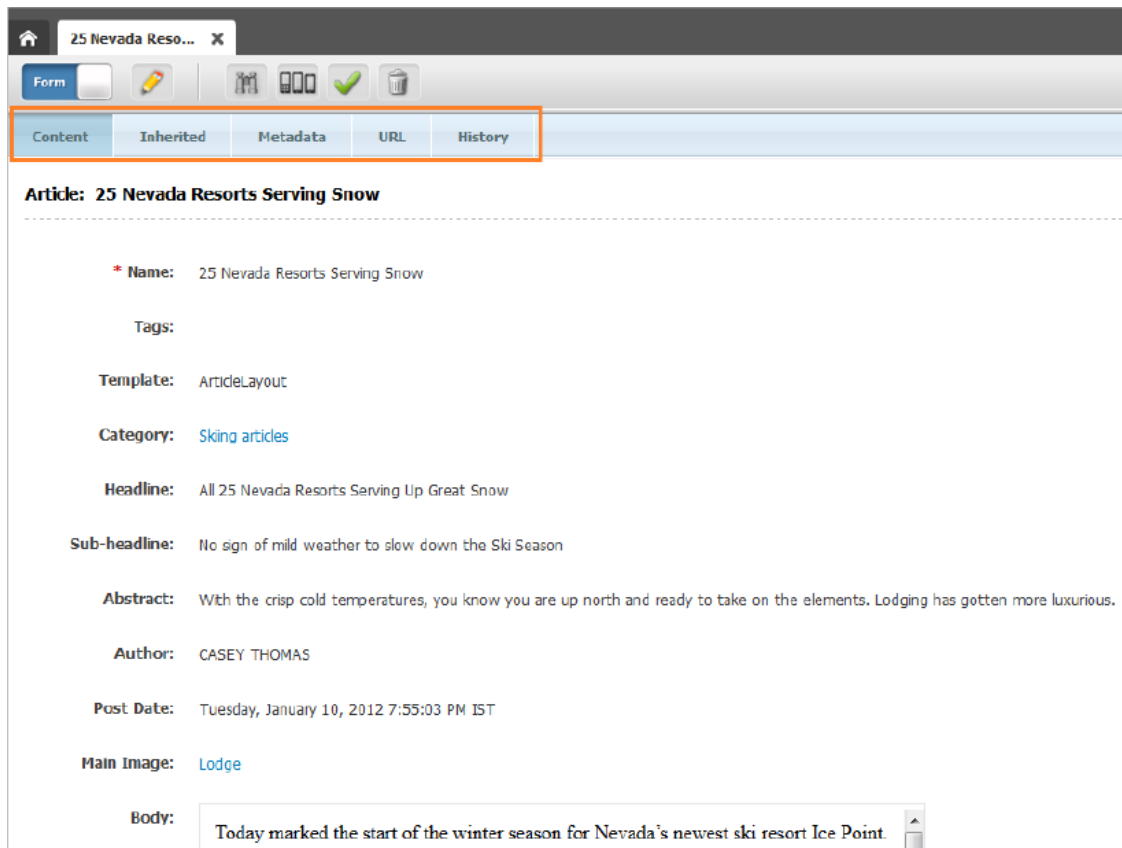 25 Nevada Reso... X
Form
Content Inherited Metadata URL History
Article: 25 Nevada Resorts Serving Snow
* Name: 25 Nevada Resorts Serving Snow
Tags:
Template: ArticleLayout
Category: Skiing articles
Headline: All 25 Nevada Resorts Serving Up Great Snow
Sub-headline: No sign of mild weather to slow down the Ski Season
Abstract: With the crisp cold temperatures, you know you are up north and ready to take on the elements. Lodging has gotten more luxurious.
Author: CASEY THOMAS
Post Date: Tuesday, January 10, 2012 7:55:03 PM IST
Main Image: Lodge
Body:
Today marked the start of the winter season for Nevada's newest ski resort Ice Point.